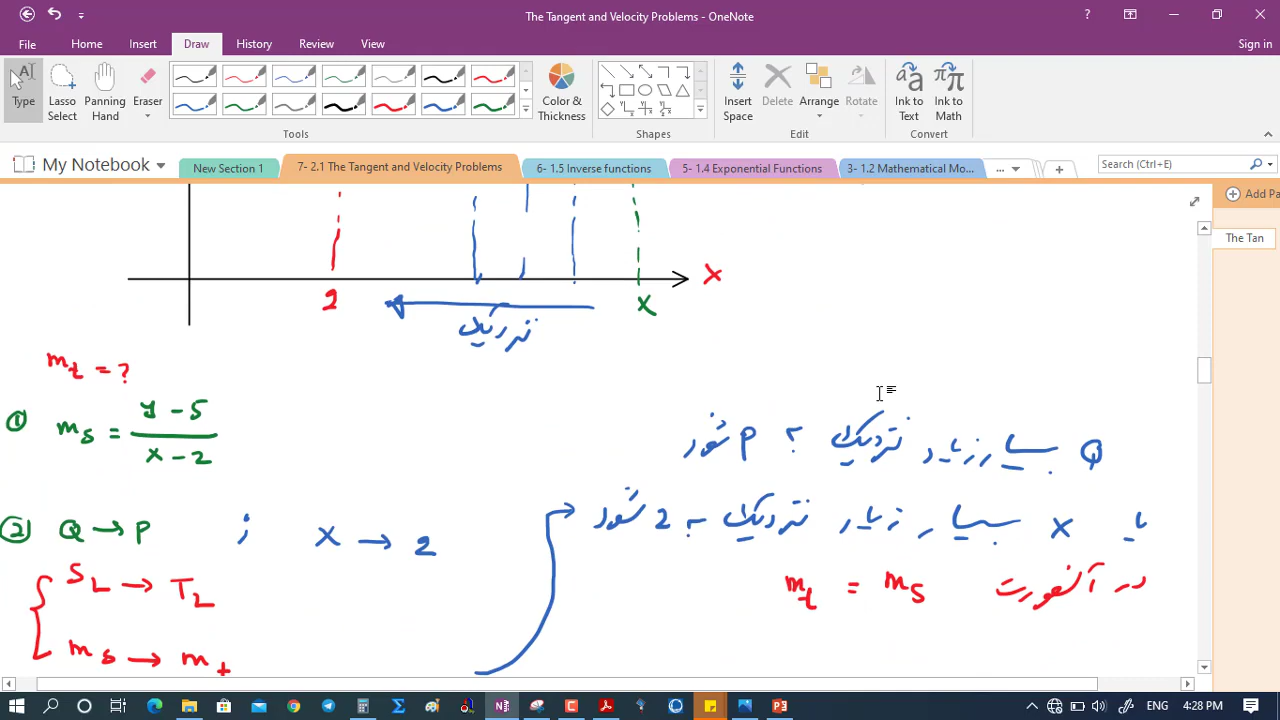 The Tangent and Velocity Problems - OneNote
File Home Insert Draw History Review View
Sign in
Type
Lasso Select
Panning Hand
Eraser
Color & Thickness
Insert Space
Delete
Arrange
Rotate
Ink to Text
Ink to Math
Tools
Shapes
Edit
Convert
My Notebook
New Section 1
7- 2.1 The Tangent and Velocity Problems
6- 1.5 Inverse functions
5- 1.4 Exponential Functions
3- 1.2 Mathematical Mo...
Search (Ctrl+E)
Add Pa
The Tan
x
2
x
نزدیک
m_t = ?
① m_s = (y - 5) / (x - 2)
Q بسیار زیاد نزدیک به P شود
② Q → P ; x → 2
یا x بسیار زیاد نزدیک به 2 شود
S_L → T_L
در آنصورت m_t = m_s
m_s → m_t
ENG 4:28 PM